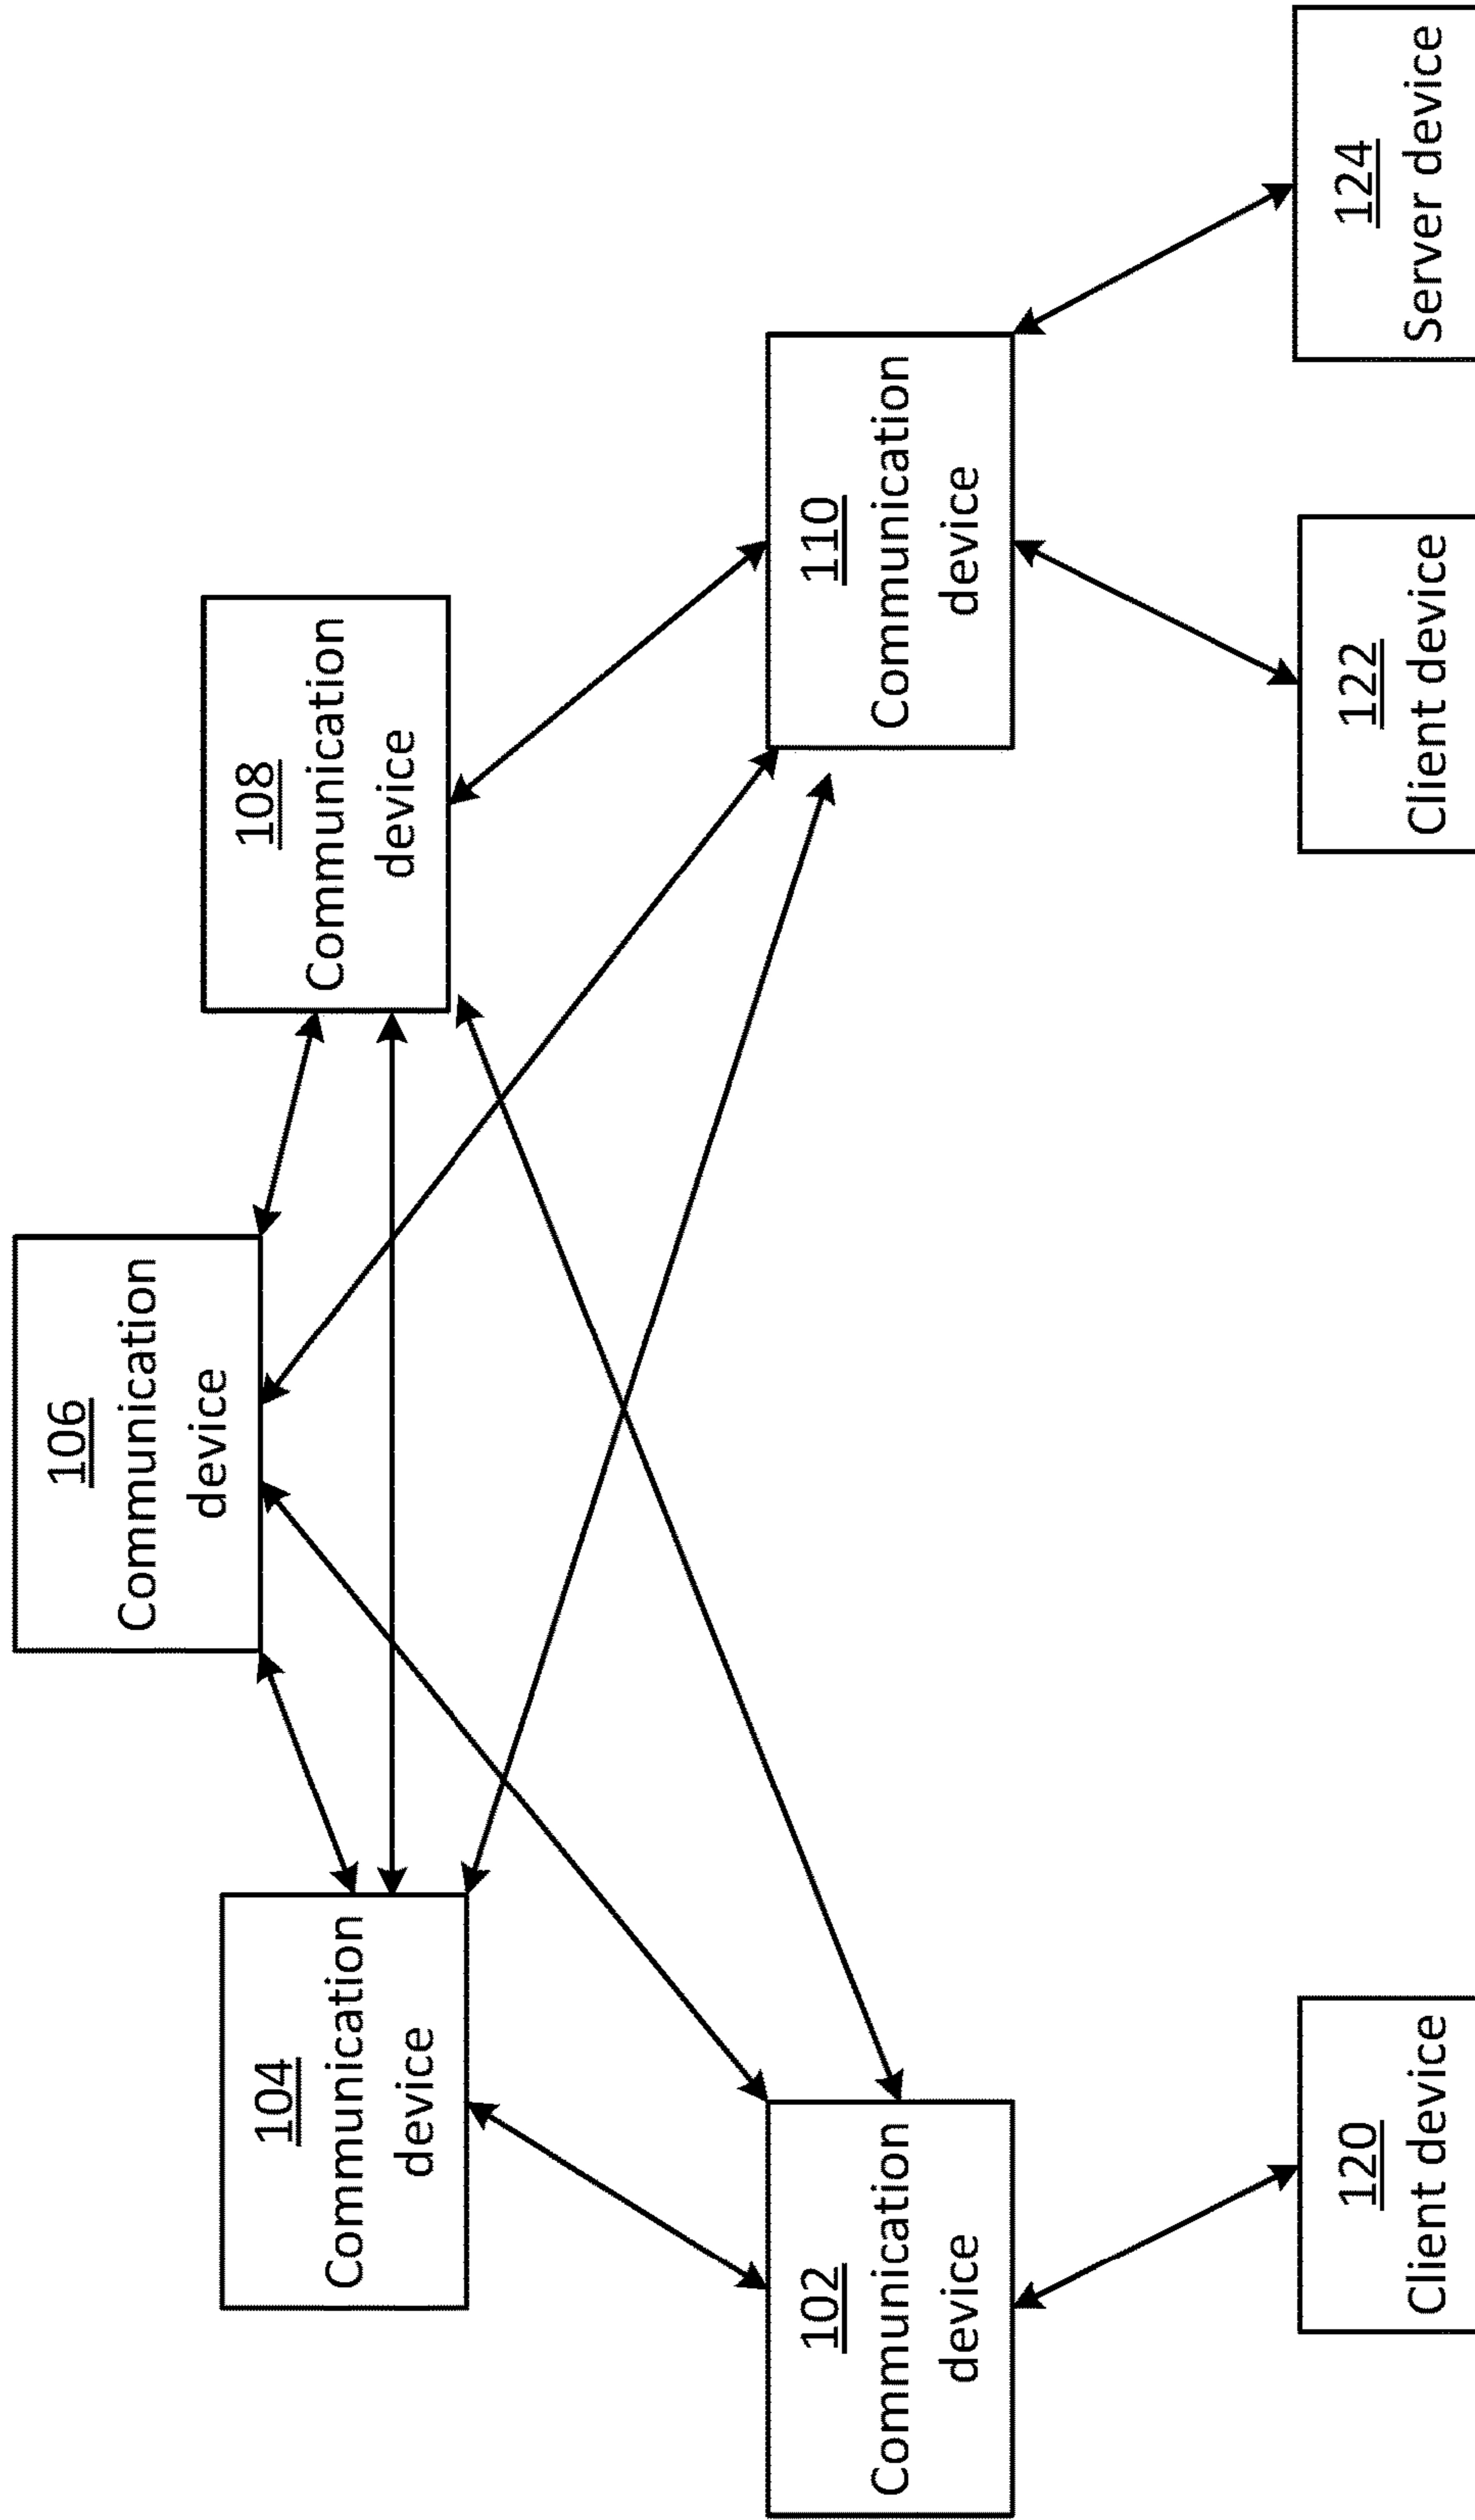 106
Communication
device
104
Communication
device
108
Communication
device
102
Communication
device
110
Communication
device
120
Client device
122
Client device
124
Server device